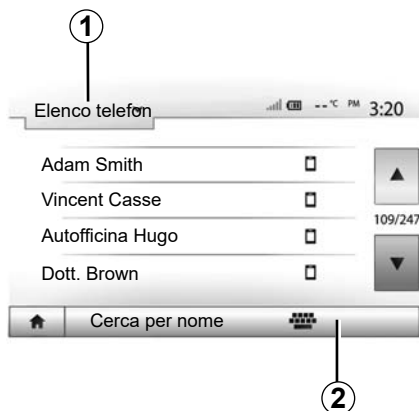 1
Elenco telefon
--°C PM 3:20
Adam Smith
Vincent Casse
109/247
Autofficina Hugo
Dott. Brown
Cerca per nome
2